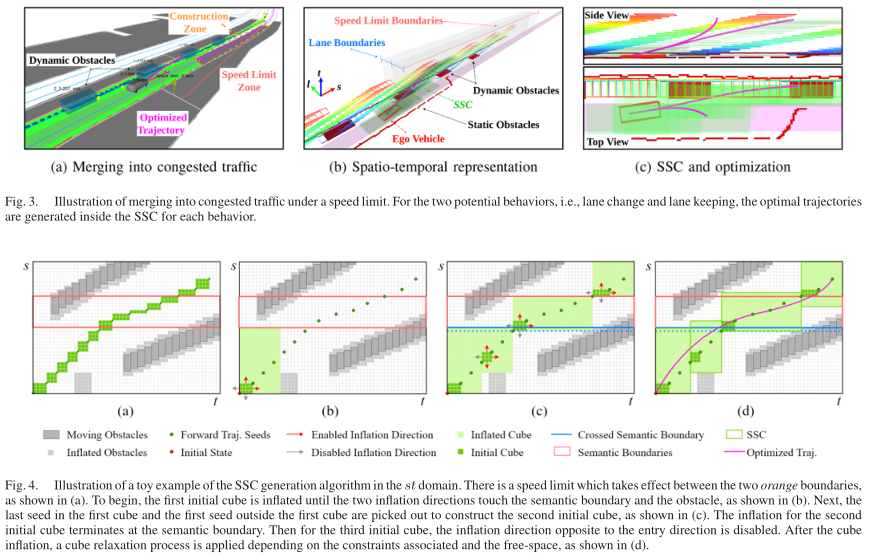 Construction
Zone
Dynamic Obstacles
Speed Limit
Zone
Optimized
Trajectory
Speed Limit Boundaries
Lane Boundaries
t
s
l
Dynamic Obstacles
SSC
Static Obstacles
Ego Vehicle
Side View
Top View
(a) Merging into congested traffic
(b) Spatio-temporal representation
(c) SSC and optimization
Fig. 3. Illustration of merging into congested traffic under a speed limit. For the two potential behaviors, i.e., lane change and lane keeping, the optimal trajectories
are generated inside the SSC for each behavior.
s
t
(a)
s
t
(b)
s
t
(c)
s
t
(d)
Moving Obstacles
Forward Traj. Seeds
Enabled Inflation Direction
Inflated Cube
Crossed Semantic Boundary
SSC
Inflated Obstacles
Initial State
Disabled Inflation Direction
Initial Cube
Semantic Boundaries
Optimized Traj.
Fig. 4. Illustration of a toy example of the SSC generation algorithm in the st domain. There is a speed limit which takes effect between the two orange boundaries,
as shown in (a). To begin, the first initial cube is inflated until the two inflation directions touch the semantic boundary and the obstacle, as shown in (b). Next, the
last seed in the first cube and the first seed outside the first cube are picked out to construct the second initial cube, as shown in (c). The inflation for the second
initial cube terminates at the semantic boundary. Then for the third initial cube, the inflation direction opposite to the entry direction is disabled. After the cube
inflation, a cube relaxation process is applied depending on the constraints associated and the free-space, as shown in (d).